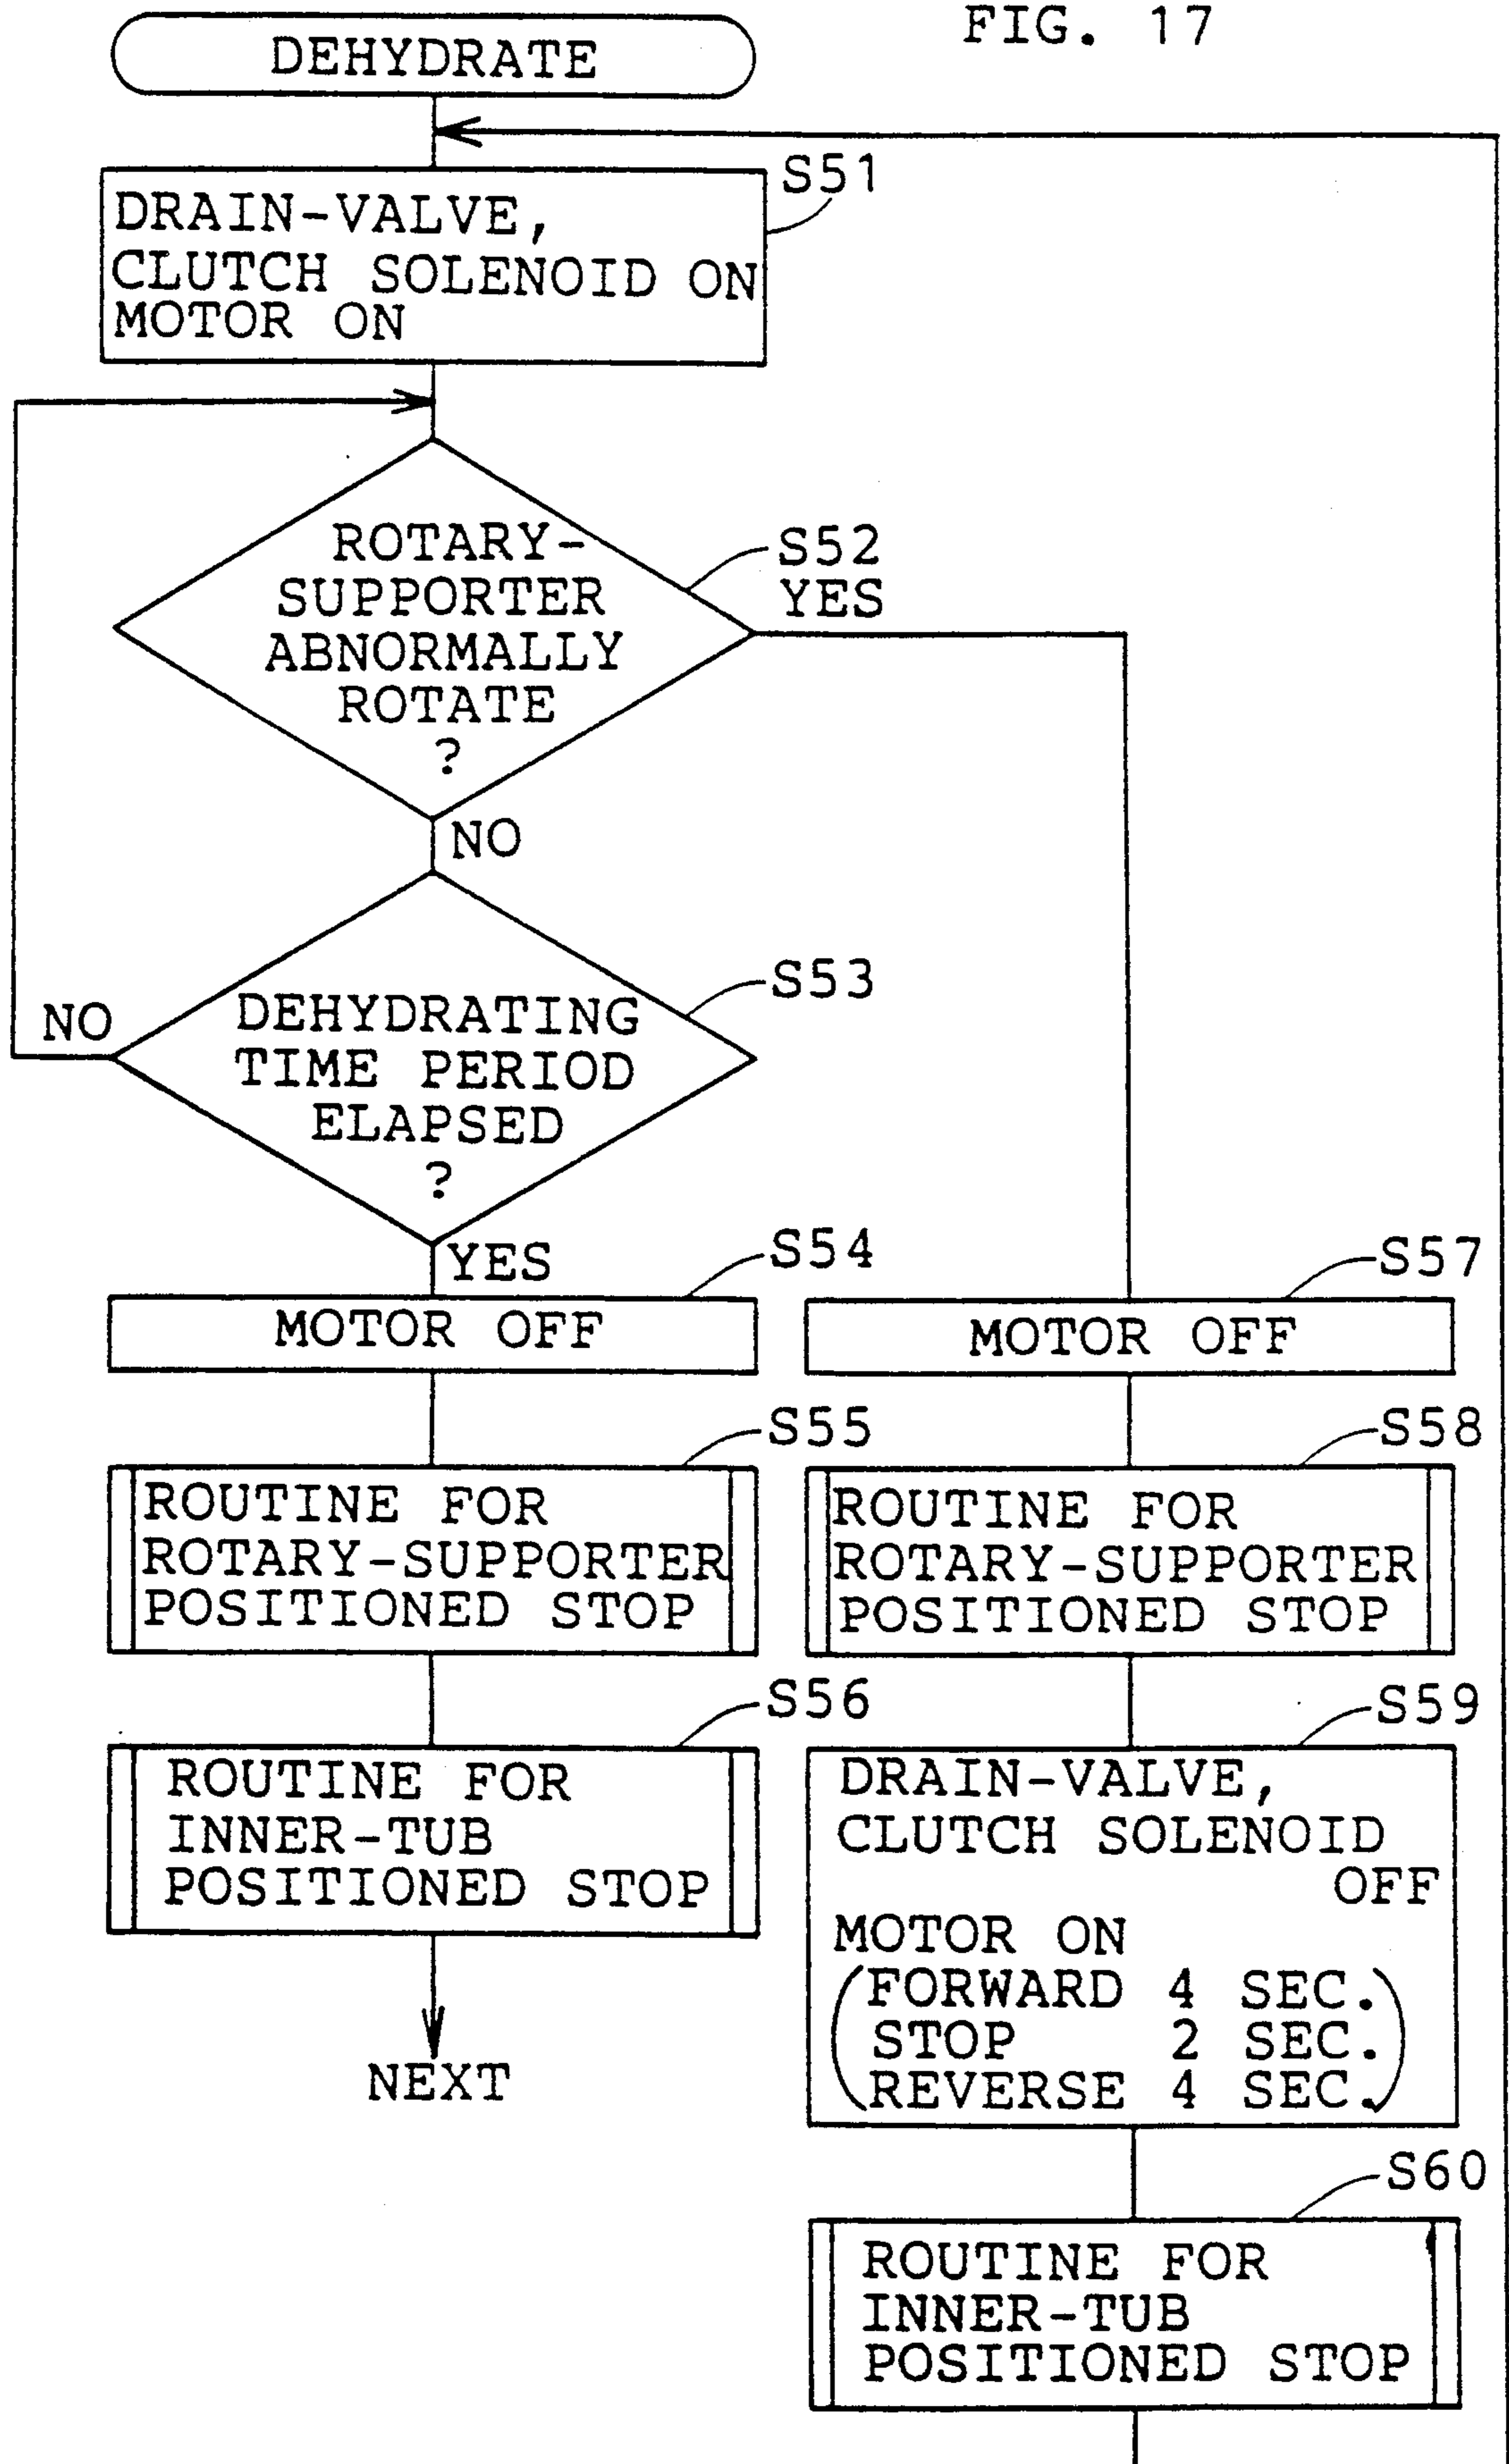 FIG. 17
DEHYDRATE
S51
DRAIN-VALVE,
CLUTCH SOLENOID ON
MOTOR ON
ROTARY-
SUPPORTER
ABNORMALLY
ROTATE
?
S52
YES
NO
S53
DEHYDRATING
TIME PERIOD
ELAPSED
?
NO
YES
S54
MOTOR OFF
S55
ROUTINE FOR
ROTARY-SUPPORTER
POSITIONED STOP
S56
ROUTINE FOR
INNER-TUB
POSITIONED STOP
NEXT
S57
MOTOR OFF
S58
ROUTINE FOR
ROTARY-SUPPORTER
POSITIONED STOP
S59
DRAIN-VALVE,
CLUTCH SOLENOID
OFF
MOTOR ON
(FORWARD 4 SEC.
STOP 2 SEC.
REVERSE 4 SEC.)
S60
ROUTINE FOR
INNER-TUB
POSITIONED STOP